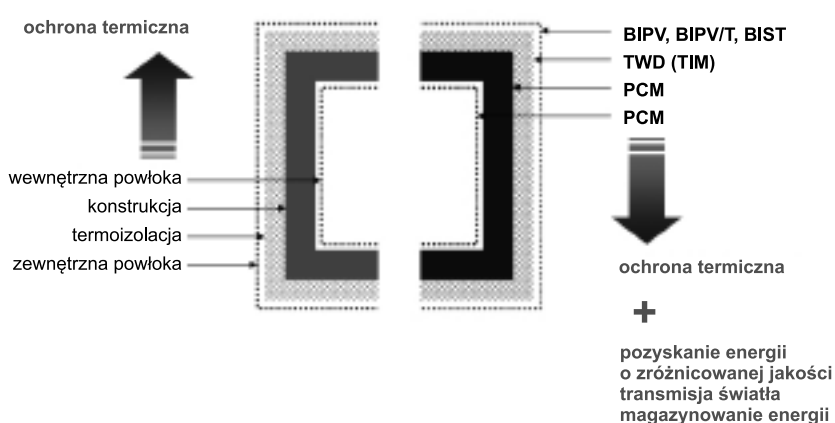 ochrona termiczna
wewnętrzna powłoka
konstrukcja
termoizolacja
zewnętrzna powłoka
BIPV, BIPV/T, BIST
TWD (TIM)
PCM
PCM
ochrona termiczna
+
pozyskanie energii
o zróżnicowanej jakości
transmisja światła
magazynowanie energii